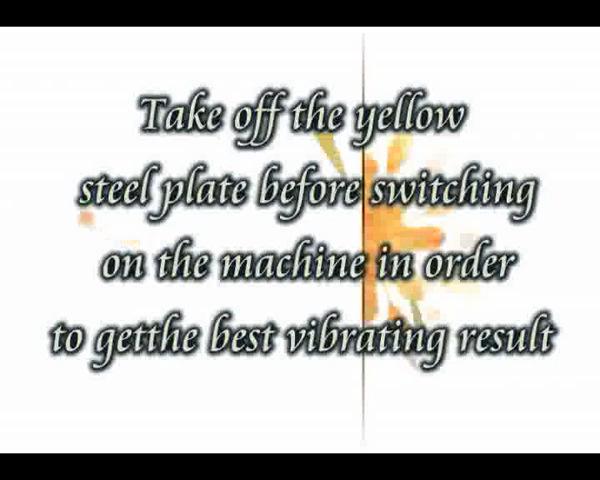 Take off the yellow
steel plate before switching
on the machine in order
to getthe best vibrating result